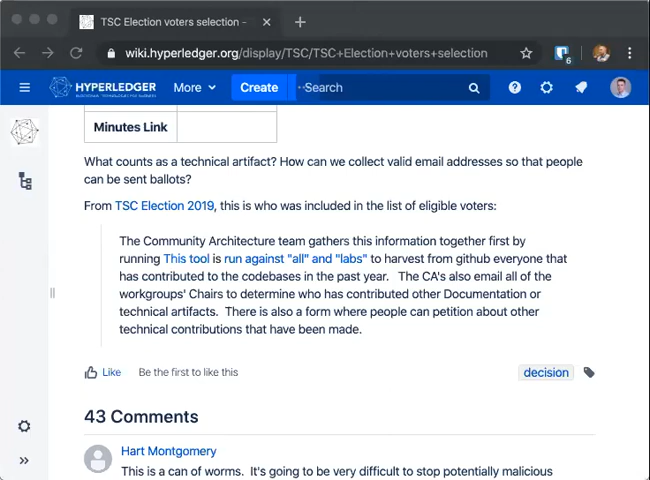 TSC Election voters selection –
wiki.hyperledger.org/display/TSC/TSC+Election+voters+selection
6
HYPERLEDGER
More
Create
Search
Minutes Link
What counts as a technical artifact? How can we collect valid email addresses so that people
can be sent ballots?
From TSC Election 2019, this is who was included in the list of eligible voters:
The Community Architecture team gathers this information together first by
running This tool is run against "all" and "labs" to harvest from github everyone that
has contributed to the codebases in the past year. The CA's also email all of the
workgroups' Chairs to determine who has contributed other Documentation or
technical artifacts. There is also a form where people can petition about other
technical contributions that have been made.
Like
Be the first to like this
decision
43 Comments
Hart Montgomery
This is a can of worms. It's going to be very difficult to stop potentially malicious